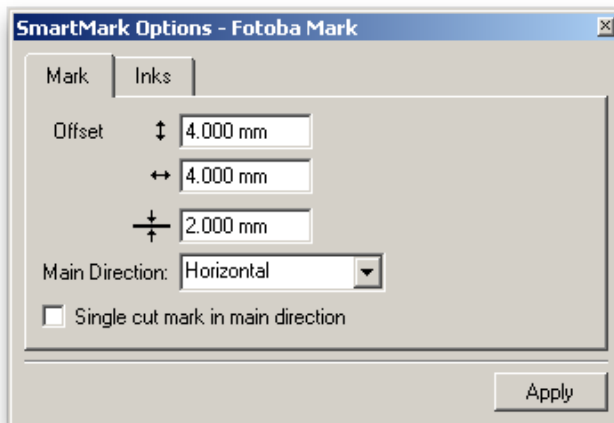 SmartMark Options - Fotoba Mark
Mark Inks
Offset 4.000 mm
4.000 mm
2.000 mm
Main Direction: Horizontal
Single cut mark in main direction
Apply